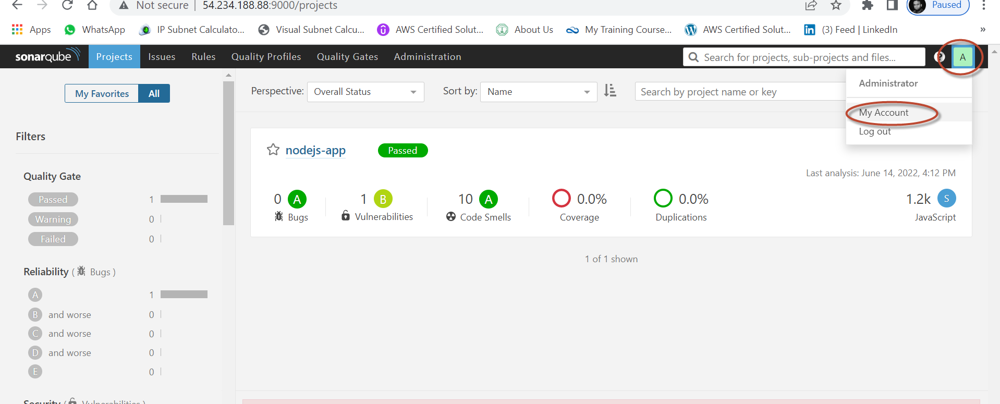 Not secure | 54.234.188.88:9000/projects Paused
Apps WhatsApp IP Subnet Calculato... Visual Subnet Calcu... AWS Certified Solut... About Us My Training Course... AWS Certified Solut... (3) Feed | LinkedIn »
sonarqube Projects Issues Rules Quality Profiles Quality Gates Administration Search for projects, sub-projects and files... ? A
Administrator
My Account
Log out
My Favorites All
Perspective: Overall Status Sort by: Name Search by project name or key
Filters
nodejs-app Passed
Last analysis: June 14, 2022, 4:12 PM
0 A 1 B 10 A 0.0% 0.0% 1.2k S
Bugs Vulnerabilities Code Smells Coverage Duplications JavaScript
1 of 1 shown
Quality Gate
Passed 1
Warning 0
Failed 0
Reliability ( Bugs )
A 1
B and worse 0
C and worse 0
D and worse 0
E 0
Security ( Vulnerabilities )